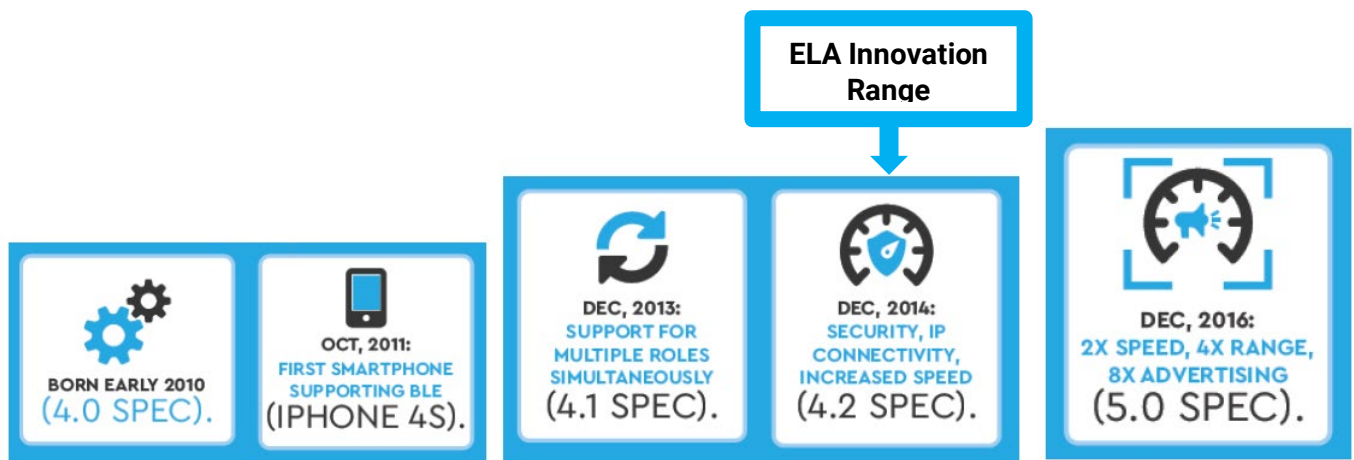 ELA Innovation
Range
BORN EARLY 2010
(4.0 SPEC).
OCT, 2011:
FIRST SMARTPHONE
SUPPORTING BLE
(IPHONE 4S).
DEC, 2013:
SUPPORT FOR
MULTIPLE ROLES
SIMULTANEOUSLY
(4.1 SPEC).
DEC, 2014:
SECURITY, IP
CONNECTIVITY,
INCREASED SPEED
(4.2 SPEC).
DEC, 2016:
2X SPEED, 4X RANGE,
8X ADVERTISING
(5.0 SPEC).